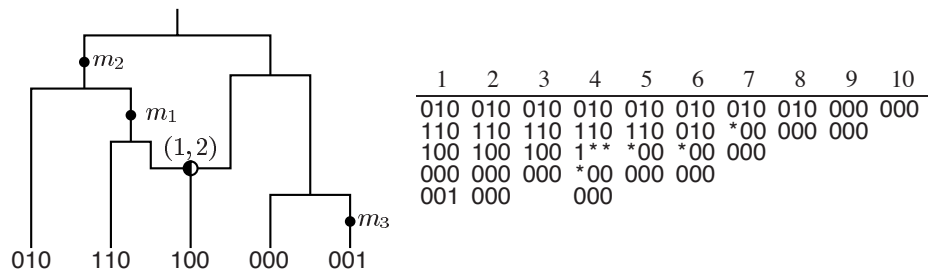 m₂
m₁
(1,2)
m₃
010 110 100 000 001
1 2 3 4 5 6 7 8 9 10
010 010 010 010 010 010 010 010 000 000
110 110 110 110 110 010 *00 000 000
100 100 100 1** *00 *00 000
000 000 000 *00 000 000
001 000 000